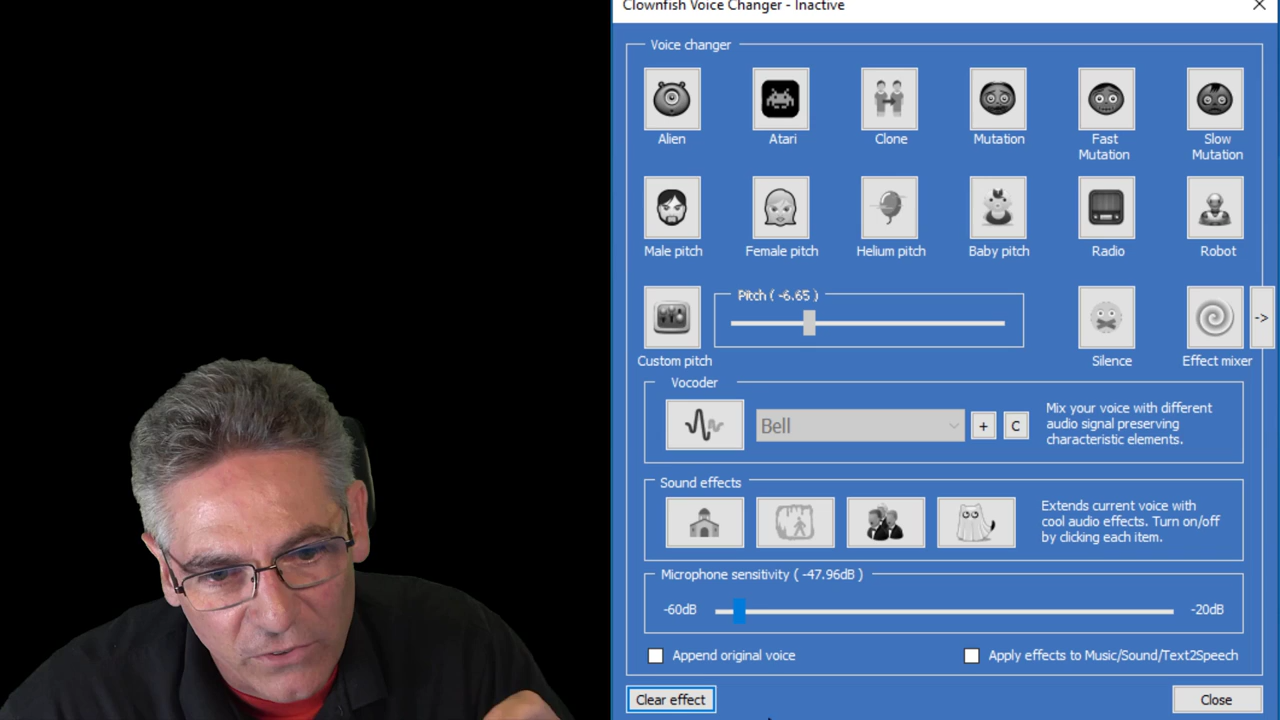 Clownfish Voice Changer - Inactive
Voice changer
Alien
Atari
Clone
Mutation
Fast
Mutation
Slow
Mutation
Male pitch
Female pitch
Helium pitch
Baby pitch
Radio
Robot
Pitch ( -6.65 )
->
Custom pitch
Silence
Effect mixer
Vocoder
Bell
+
C
Mix your voice with different
audio signal preserving
characteristic elements.
Sound effects
Extends current voice with
cool audio effects. Turn on/off
by clicking each item.
Microphone sensitivity ( -47.96dB )
-60dB
-20dB
Append original voice
Apply effects to Music/Sound/Text2Speech
Clear effect
Close